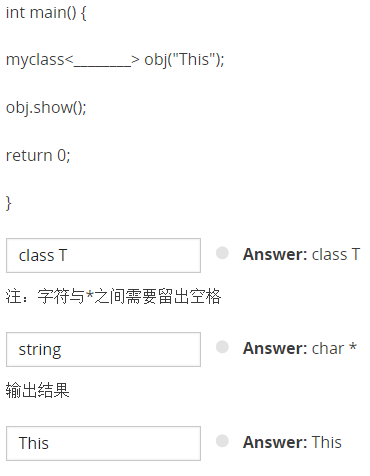 int main() {
myclass<________> obj("This");
obj.show();
return 0;
}
class T Answer: class T
注：字符与*之间需要留出空格
string Answer: char *
输出结果
This Answer: This